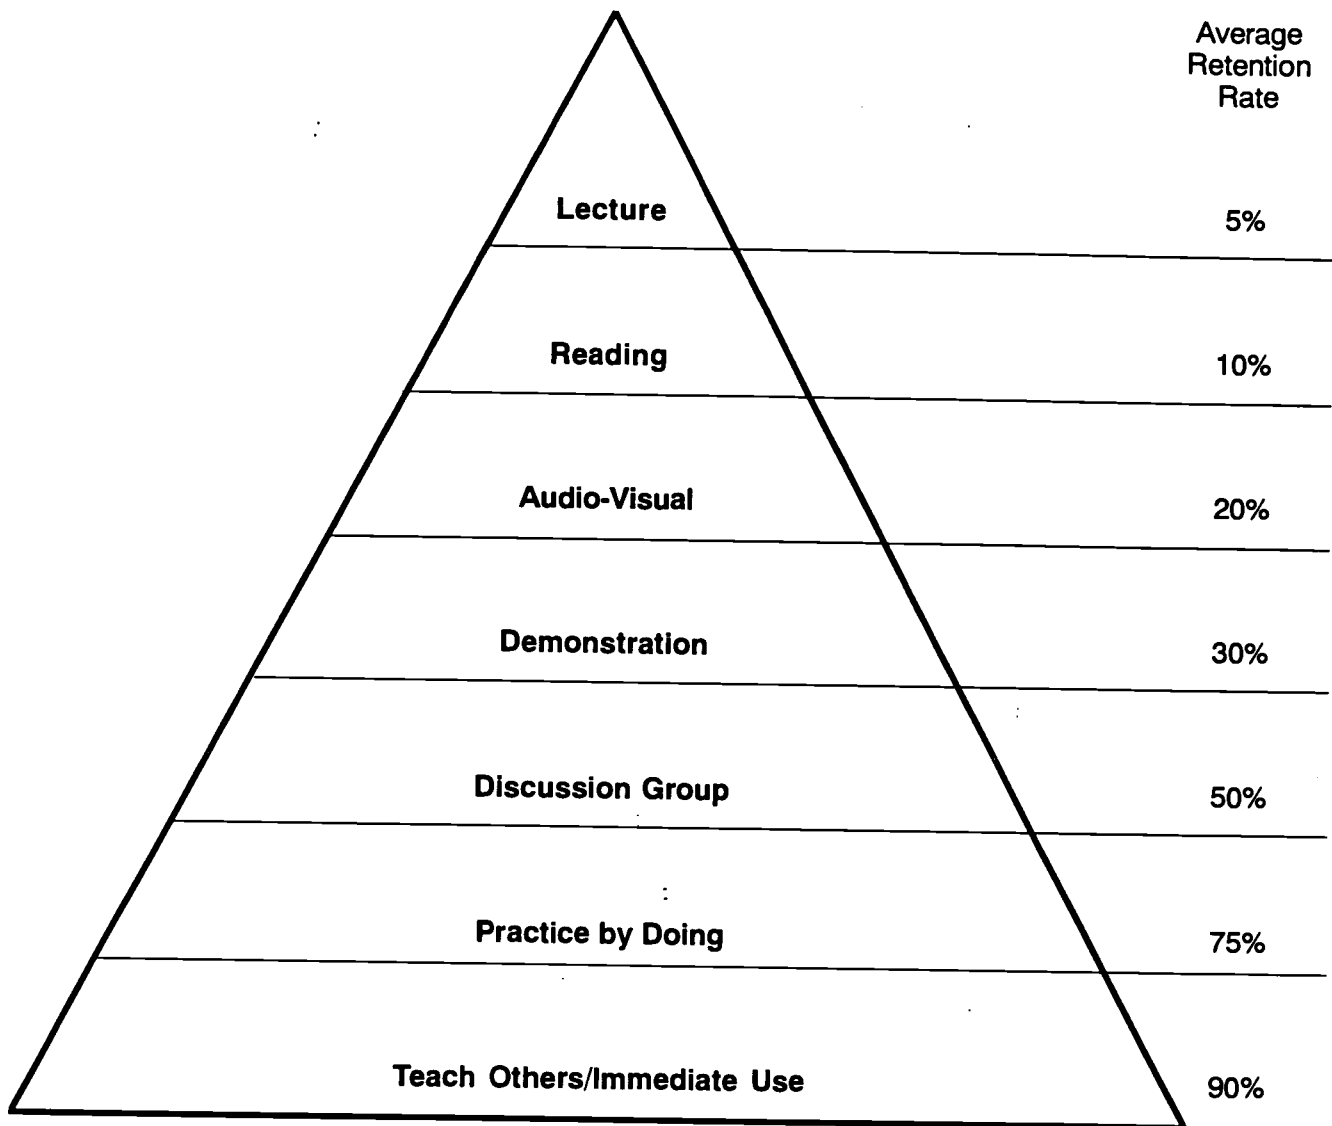 Average
Retention
Rate
Lecture 5%
Reading 10%
Audio-Visual 20%
Demonstration 30%
Discussion Group 50%
Practice by Doing 75%
Teach Others/Immediate Use 90%